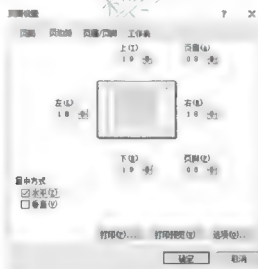 页面设置 ? ×
页面 页边距 页眉/页脚 工作表
上(T) 页眉(A)
1.9 0.8
左(L) 右(R)
1.8 1.8
下(B) 页脚(F)
1.9 0.8
居中方式
水平(Z)
垂直(V)
打印(P)... 打印预览(W) 选项(O)...
确定 取消